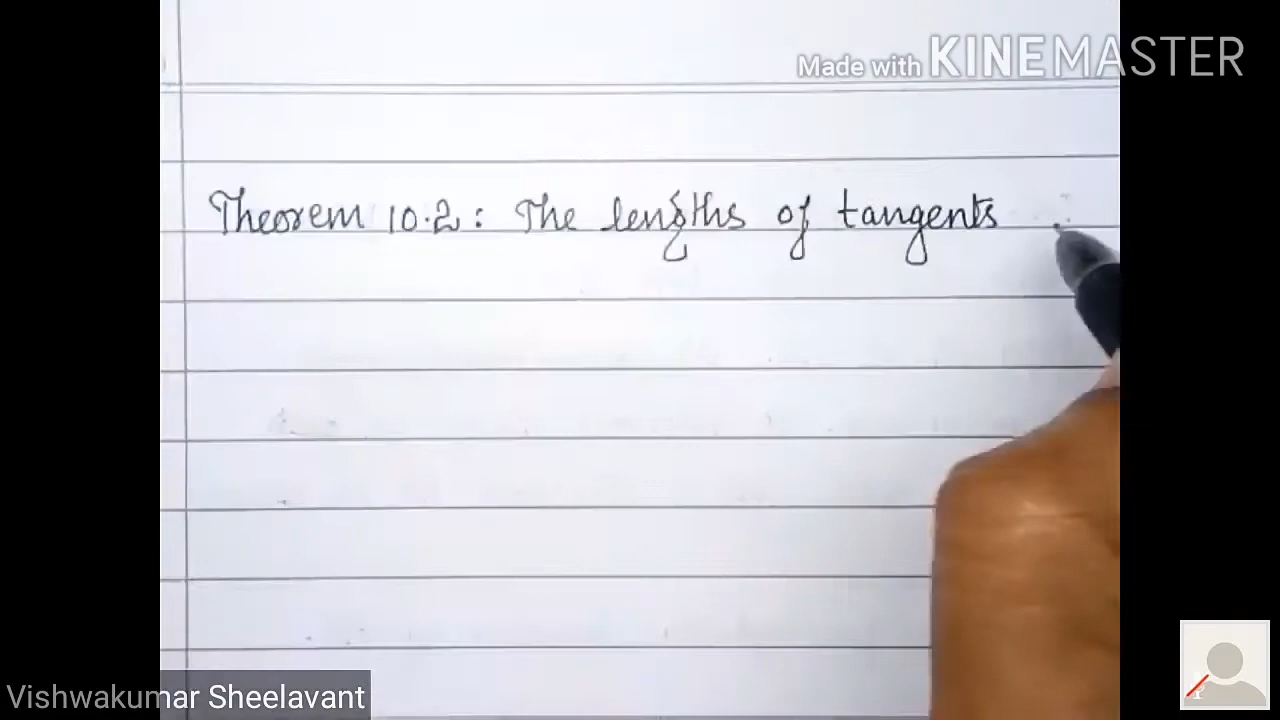 Made with KINEMASTER
Theorem 10.2: The lengths of tangents
Vishwakumar Sheelavant